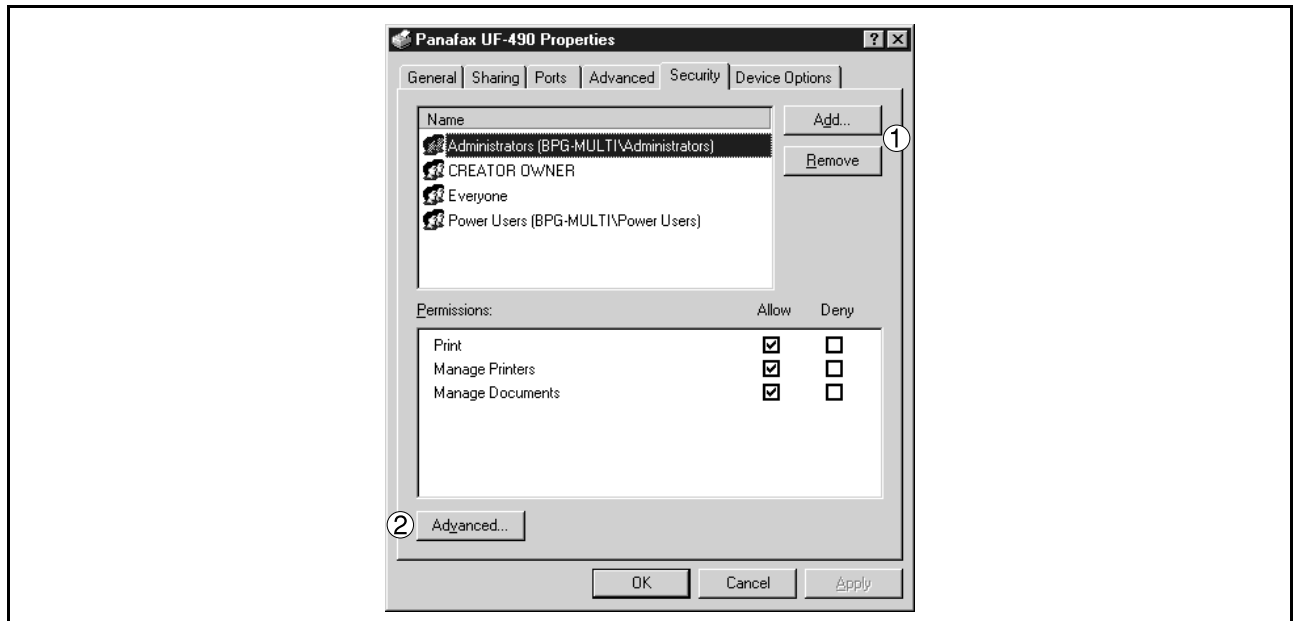 Panafax UF-490 Properties
General Sharing Ports Advanced Security Device Options
Name
Administrators (BPG-MULTI\Administrators)
CREATOR OWNER
Everyone
Power Users (BPG-MULTI\Power Users)
Add...
①
Remove
Permissions: Allow Deny
Print
Manage Printers
Manage Documents
② Advanced...
OK Cancel Apply